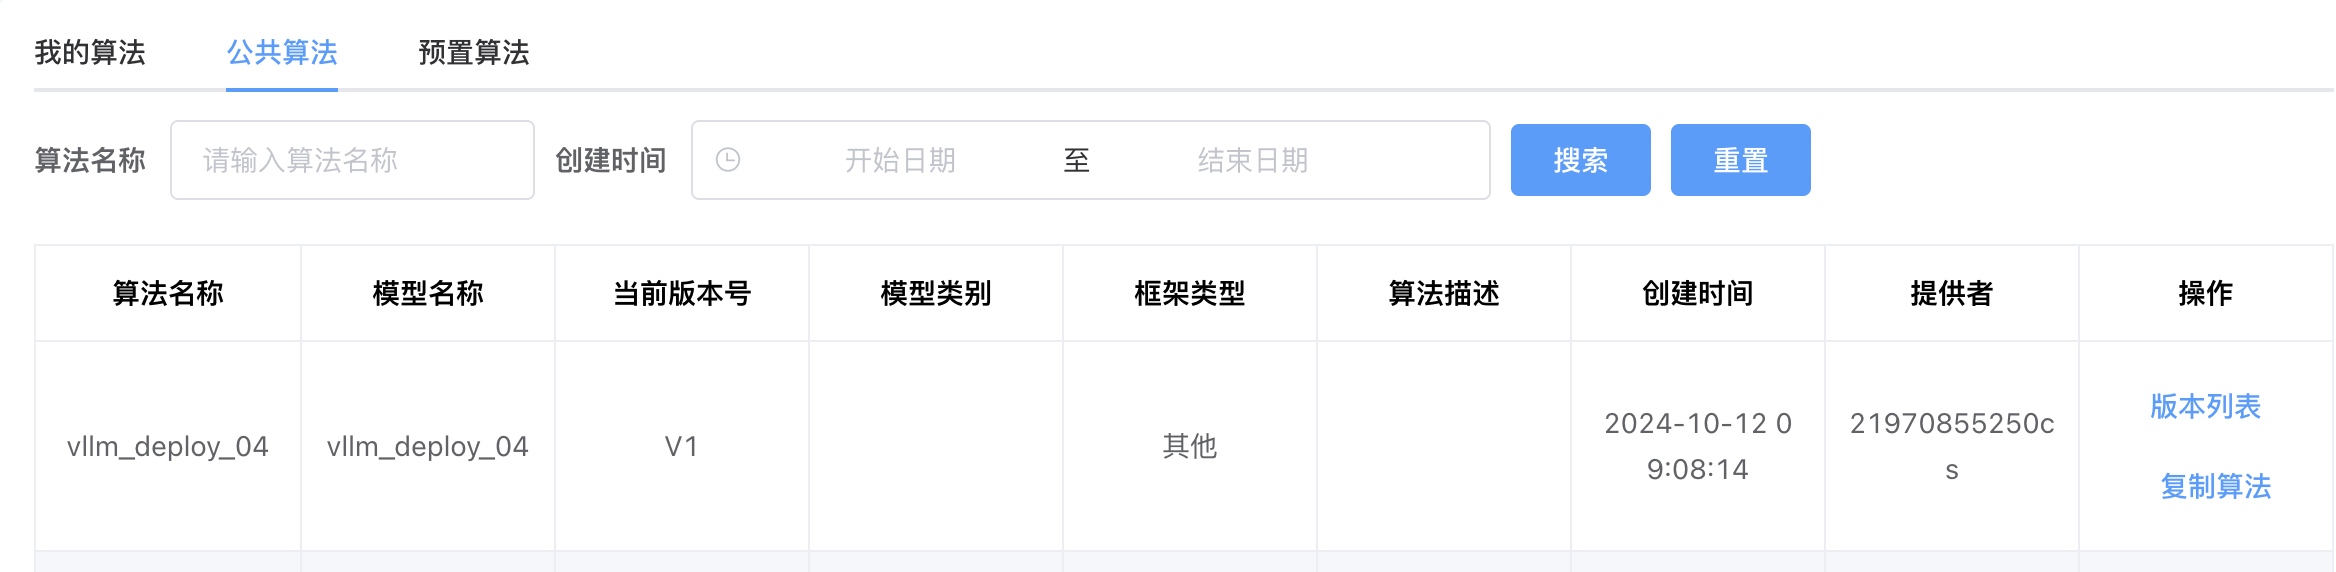 我的算法 公共算法 预置算法
算法名称 请输入算法名称 创建时间 开始日期 至 结束日期 搜索 重置
算法名称 模型名称 当前版本号 模型类别 框架类型 算法描述 创建时间 提供者 操作
vllm_deploy_04 vllm_deploy_04 V1 其他 2024-10-12 0
9:08:14 21970855250c
s 版本列表
复制算法